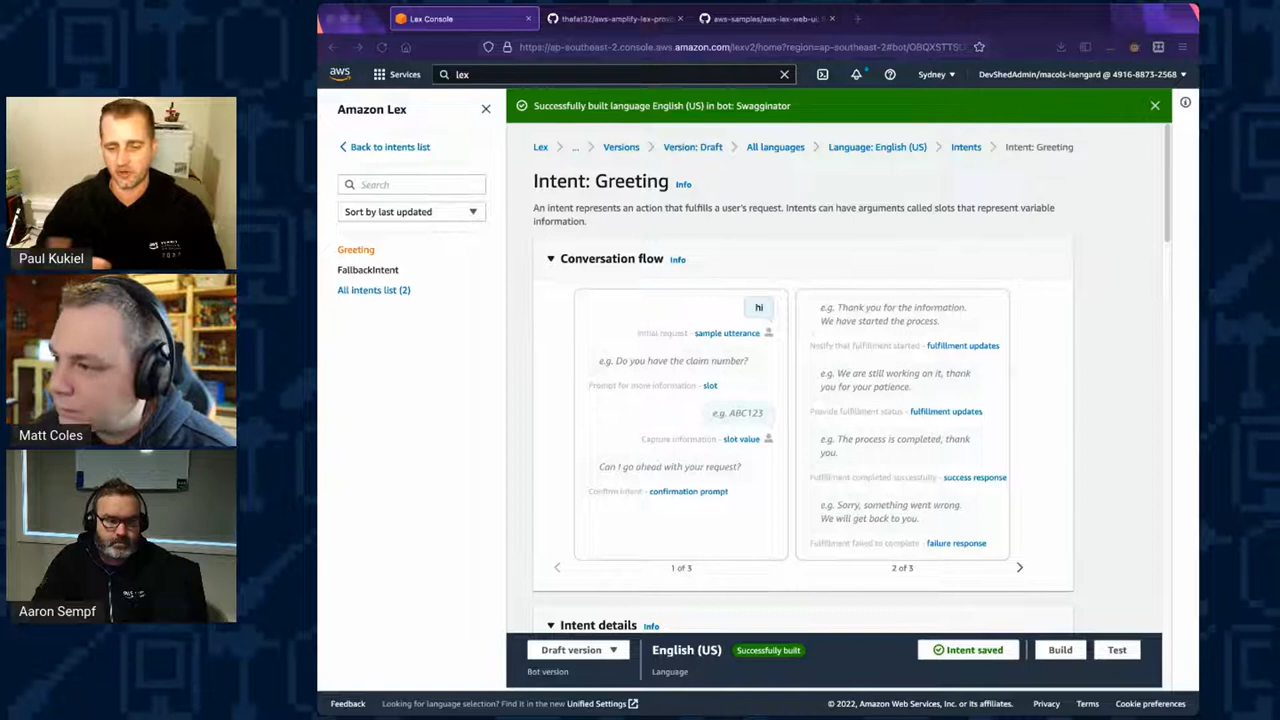 Lex Console
thefat32/aws-amplify-lex-prov
aws-samples/aws-lex-web-ui:
https://ap-southeast-2.console.aws.amazon.com/lexv2/home?region=ap-southeast-2#bot/
aws
Services
lex
Sydney
DevShedAdmin/macols-Isengard @ 4916-8873-2568
Amazon Lex
Successfully built language English (US) in bot: Swagginator
Back to intents list
Lex
...
Versions
Version: Draft
All languages
Language: English (US)
Intents
Intent: Greeting
Search
Intent: Greeting Info
Sort by last updated
An intent represents an action that fulfills a user's request. Intents can have arguments called slots that represent variable
information.
Greeting
FallbackIntent
All intents list (2)
Conversation flow Info
hi
Initial request - sample utterance
e.g. Do you have the claim number?
Prompt for more information - slot
e.g. ABC123
Capture information - slot value
Can I go ahead with your request?
Confirm intent - confirmation prompt
1 of 3
e.g. Thank you for the information.
We have started the process.
Notify that fulfillment started - fulfillment updates
e.g. We are still working on it, thank
you for your patience.
Provide fulfillment status - fulfillment updates
e.g. The process is completed, thank
you.
Fulfillment completed successfully - success response
e.g. Sorry, something went wrong.
We will get back to you.
Fulfillment failed to complete - failure response
2 of 3
Intent details Info
Draft version
Bot version
English (US)
Successfully built
Language
Intent saved
Build
Test
Feedback
Looking for language selection? Find it in the new Unified Settings
© 2022, Amazon Web Services, Inc. or its affiliates.
Privacy
Terms
Cookie preferences
Paul Kukiel
Matt Coles
Aaron Sempf